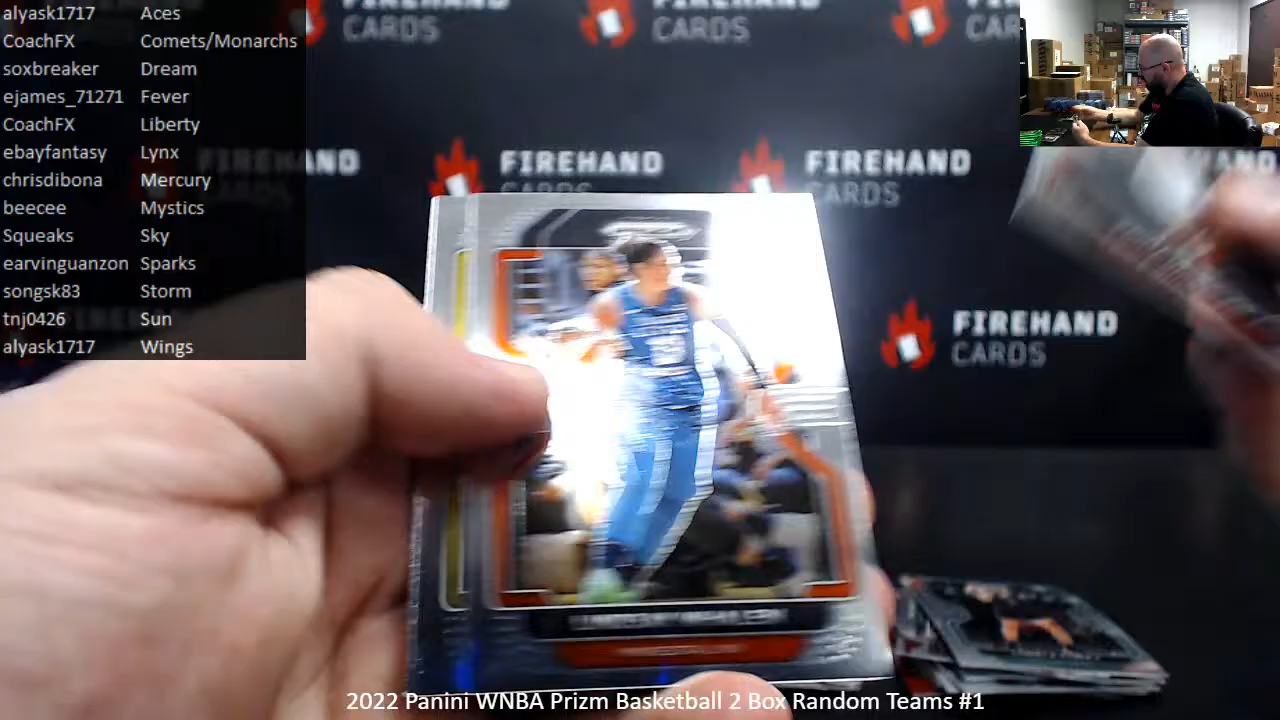 alyask1717 Aces
CoachFX Comets/Monarchs
soxbreaker Dream
ejames_71271 Fever
CoachFX Liberty
ebayfantasy Lynx
chrisdibona Mercury
beecee Mystics
Squeaks Sky
earvinguanzon Sparks
songsk83 Storm
tnj0426 Sun
alyask1717 Wings
FIREHAND CARDS
CARDS
CARDS
FIREHAND
CARDS
FIREHAND
CARDS
FIREHAND
CARDS
2022 Panini WNBA Prizm Basketball 2 Box Random Teams #1